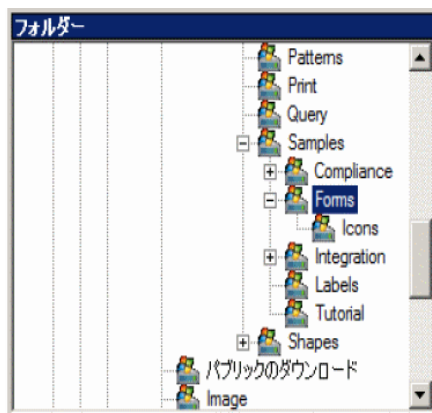 フォルダー
Patterns
Print
Query
Samples
Compliance
Forms
Icons
Integration
Labels
Tutorial
Shapes
パブリックのダウンロード
Image